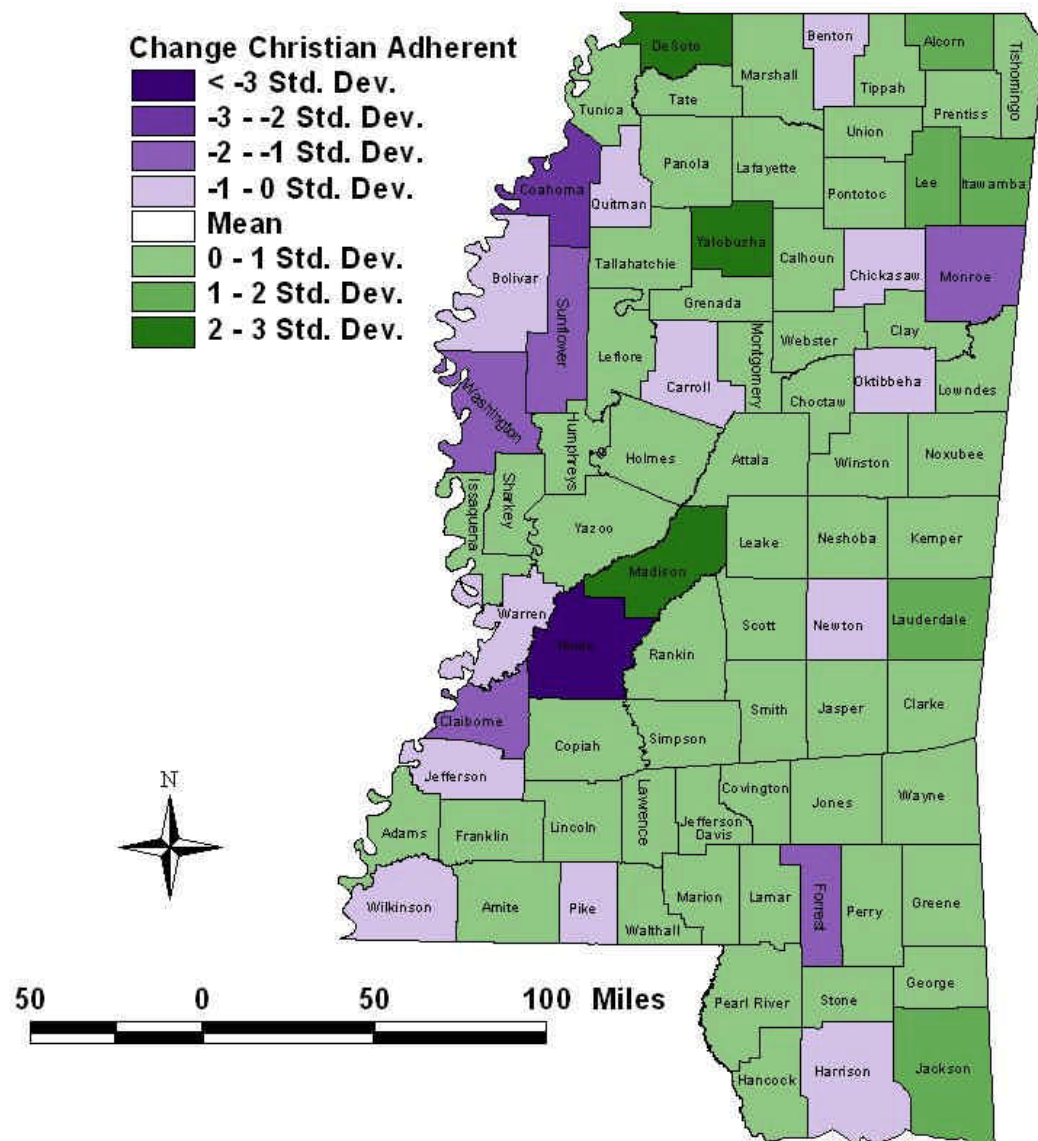 Change Christian Adherent
< -3 Std. Dev.
-3 - -2 Std. Dev.
-2 - -1 Std. Dev.
-1 - 0 Std. Dev.
Mean
0 - 1 Std. Dev.
1 - 2 Std. Dev.
2 - 3 Std. Dev.
DeSoto
Benton
Alcorn
Tishomingo
Marshall
Tippah
Tunica
Tate
Prentiss
Union
Panola
Lafayette
Coahoma
Quitman
Pontotoc
Lee
Itawamba
Yalobusha
Bolivar
Tallahatchie
Calhoun
Chickasaw
Monroe
Sunflower
Grenada
Leflore
Montgomery
Webster
Clay
Washington
Carroll
Choctaw
Oktibbeha
Lowndes
Humphreys
Holmes
Attala
Winston
Noxubee
Issaquena
Sharkey
Yazoo
Leake
Neshoba
Kemper
Madison
Warren
Hinds
Rankin
Scott
Newton
Lauderdale
Claiborne
Copiah
Simpson
Smith
Jasper
Clarke
Jefferson
Lawrence
Covington
Jones
Wayne
Adams
Franklin
Lincoln
Jefferson
Davis
Wilkinson
Amite
Pike
Walthall
Marion
Lamar
Forrest
Perry
Greene
N
Pearl River
Stone
George
Hancock
Harrison
Jackson
50 0 50 100 Miles